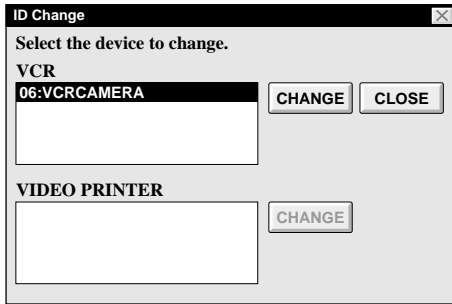 ID Change
Select the device to change.
VCR
06:VCRCAMERA
CHANGE CLOSE
VIDEO PRINTER
CHANGE